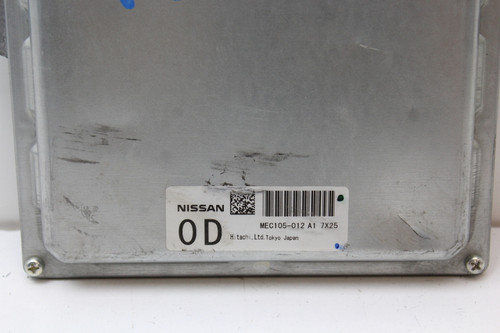 NISSAN
MEC105-012 A1 7X25
0D
Hitachi,Ltd.Tokyo Japan